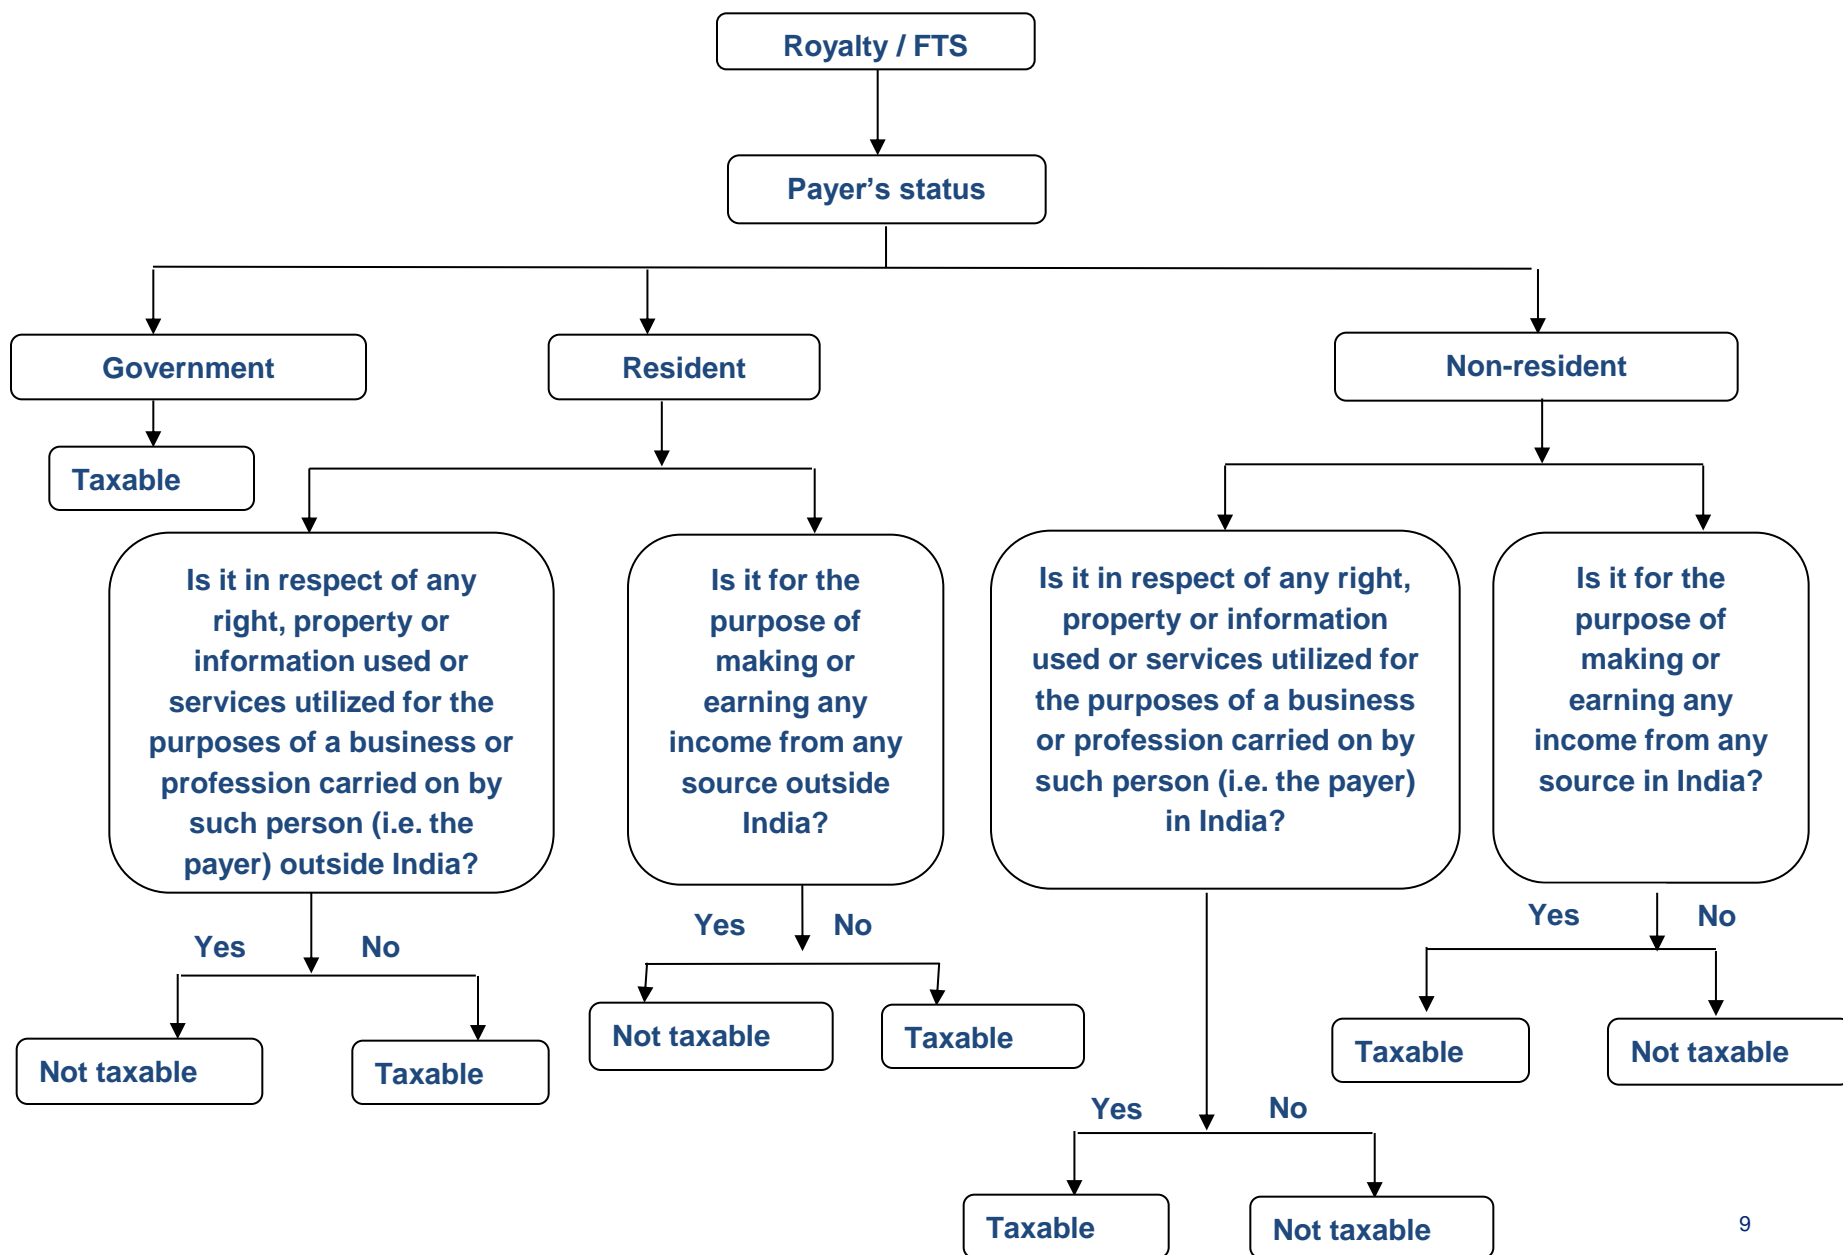 Royalty / FTS
Payer’s status
Government
Resident
Non-resident
Taxable
Is it in respect of any
right, property or
information used or
services utilized for the
purposes of a business or
profession carried on by
such person (i.e. the
payer) outside India?
Is it for the
purpose of
making or
earning any
income from any
source outside
India?
Is it in respect of any right,
property or information
used or services utilized for
the purposes of a business
or profession carried on by
such person (i.e. the payer)
in India?
Is it for the
purpose of
making or
earning any
income from any
source in India?
Yes
No
Not taxable
Taxable
Yes
No
Not taxable
Taxable
Yes
No
Taxable
Not taxable
Yes
No
Taxable
Not taxable
9